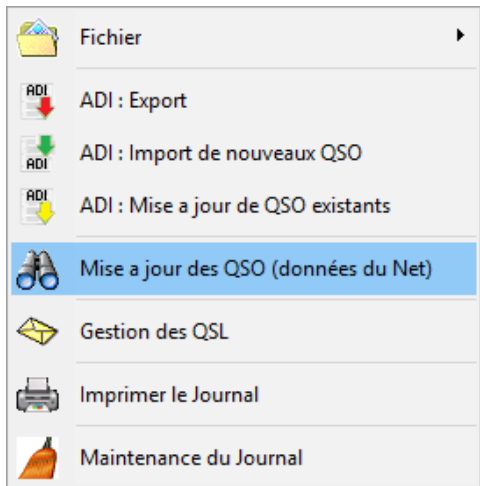 Fichier
ADI
ADI : Export
ADI
ADI : Import de nouveaux QSO
ADI
ADI : Mise a jour de QSO existants
Mise a jour des QSO (données du Net)
Gestion des QSL
Imprimer le Journal
Maintenance du Journal